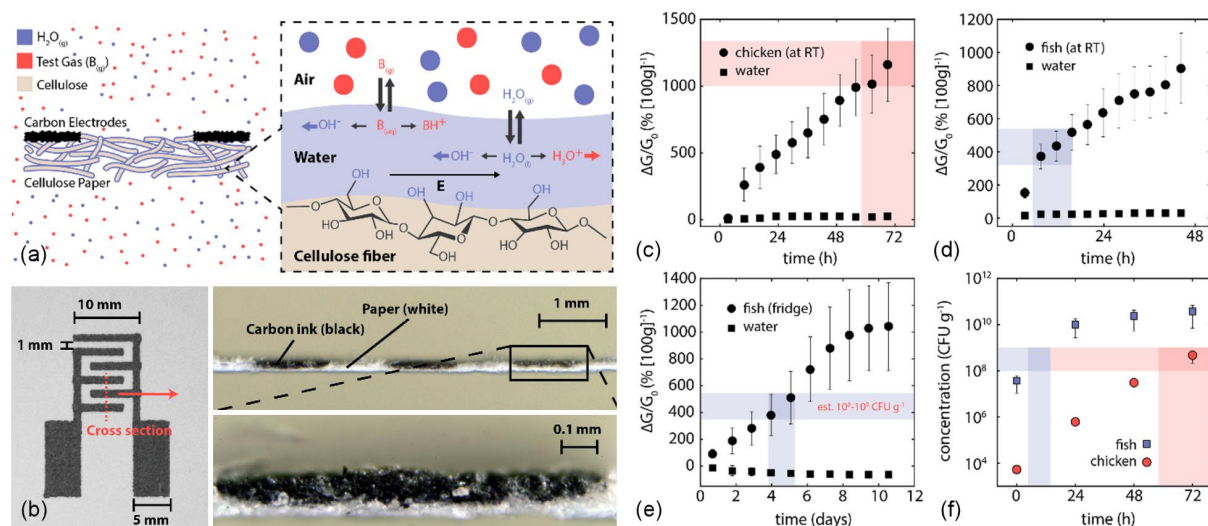 H₂O₍g₎
Test Gas (B₍g₎)
Cellulose
Carbon Electrodes
Cellulose Paper
(a)
Air
B₍g₎
H₂O₍g₎
OH⁻
B₍aq₎
BH⁺
Water
OH⁻
H₂O₍l₎
H₃O⁺
E
OH
OH
OH
OH
OH
OH
HO
OH
HO
OH
OH
Cellulose fiber
10 mm
1 mm
Cross section
5 mm
(b)
Paper (white)
Carbon ink (black)
1 mm
0.1 mm
ΔG/G₀ (% [100g]⁻¹)
1500
1000
500
0
chicken (at RT)
water
0 24 48 72
time (h)
(c)
ΔG/G₀ (% [100g]⁻¹)
1200
1000
800
600
400
200
0
fish (at RT)
water
0 24 48
time (h)
(d)
ΔG/G₀ (% [100g]⁻¹)
1400
1200
1000
800
600
400
200
0
fish (fridge)
water
est. 10⁸-10⁹ CFU g⁻¹
0 2 4 6 8 10 12
time (days)
(e)
concentration (CFU g⁻¹)
10¹²
10¹⁰
10⁸
10⁶
10⁴
fish
chicken
0 24 48 72
time (h)
(f)